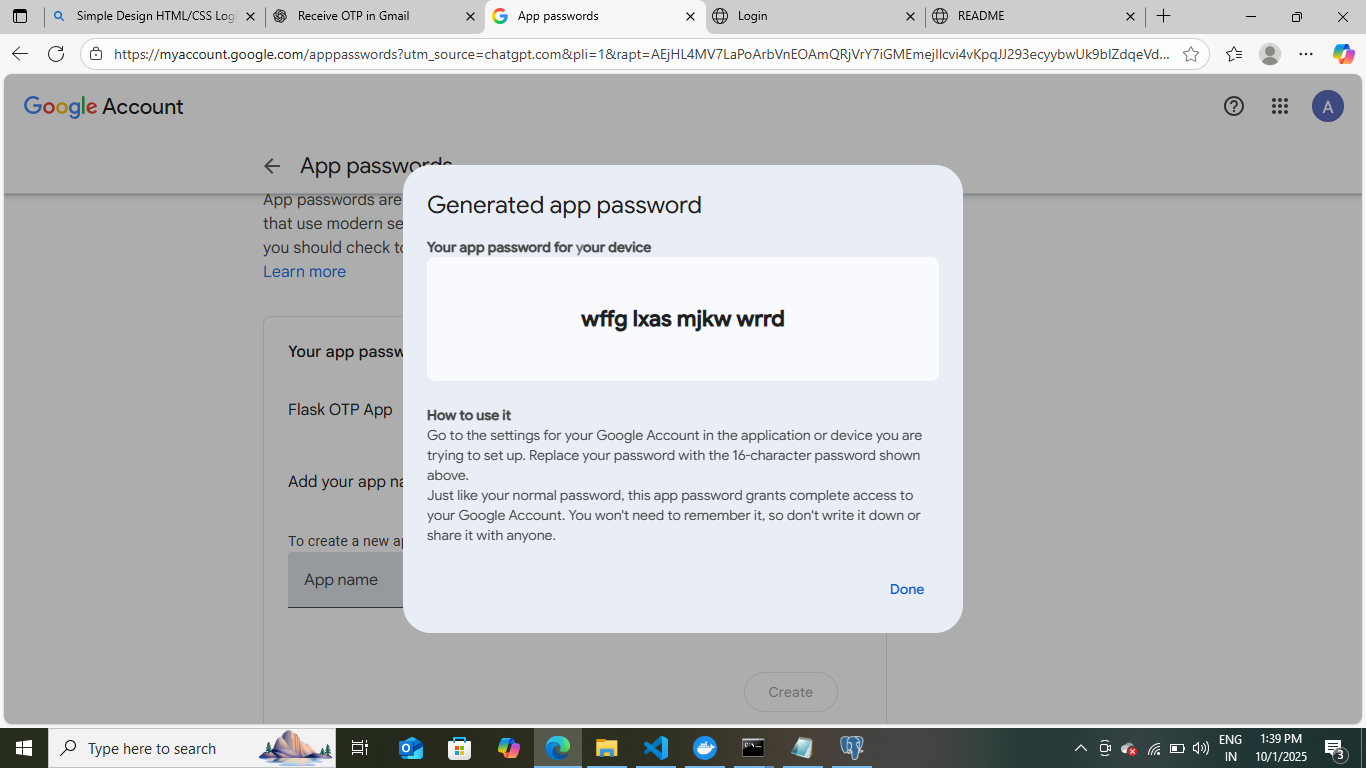 Simple Design HTML/CSS Log
Receive OTP in Gmail
App passwords
Login
README
https://myaccount.google.com/apppasswords?utm_source=chatgpt.com&pli=1&rapt=
Google Account
A
App passwords
App passwords are
that use modern se
you should check to
Learn more
Your app passw
Flask OTP App
Add your app na
To create a new ap
App name
Create
Generated app password
Your app password for your device
wffg lxas mjkw wrrd
How to use it
Go to the settings for your Google Account in the application or device you are
trying to set up. Replace your password with the 16-character password shown
above.
Just like your normal password, this app password grants complete access to
your Google Account. You won't need to remember it, so don't write it down or
share it with anyone.
Done
Type here to search
ENG
IN
1:39 PM
10/1/2025
3